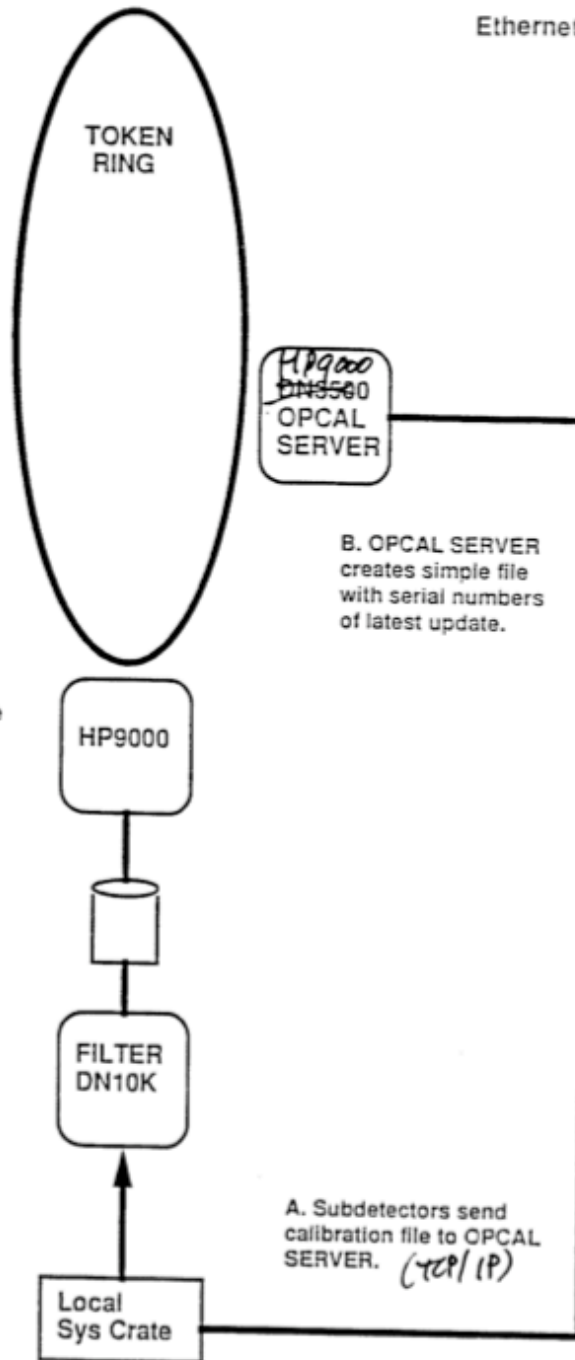 Ethernet
TOKEN
RING
HP9000
DN3500
OPCAL
SERVER
B. OPCAL SERVER
creates simple file
with serial numbers
of latest update.
HP9000
FILTER
DN10K
A. Subdetectors send
calibration file to OPCAL
SERVER. (TCP/IP)
Local
Sys Crate